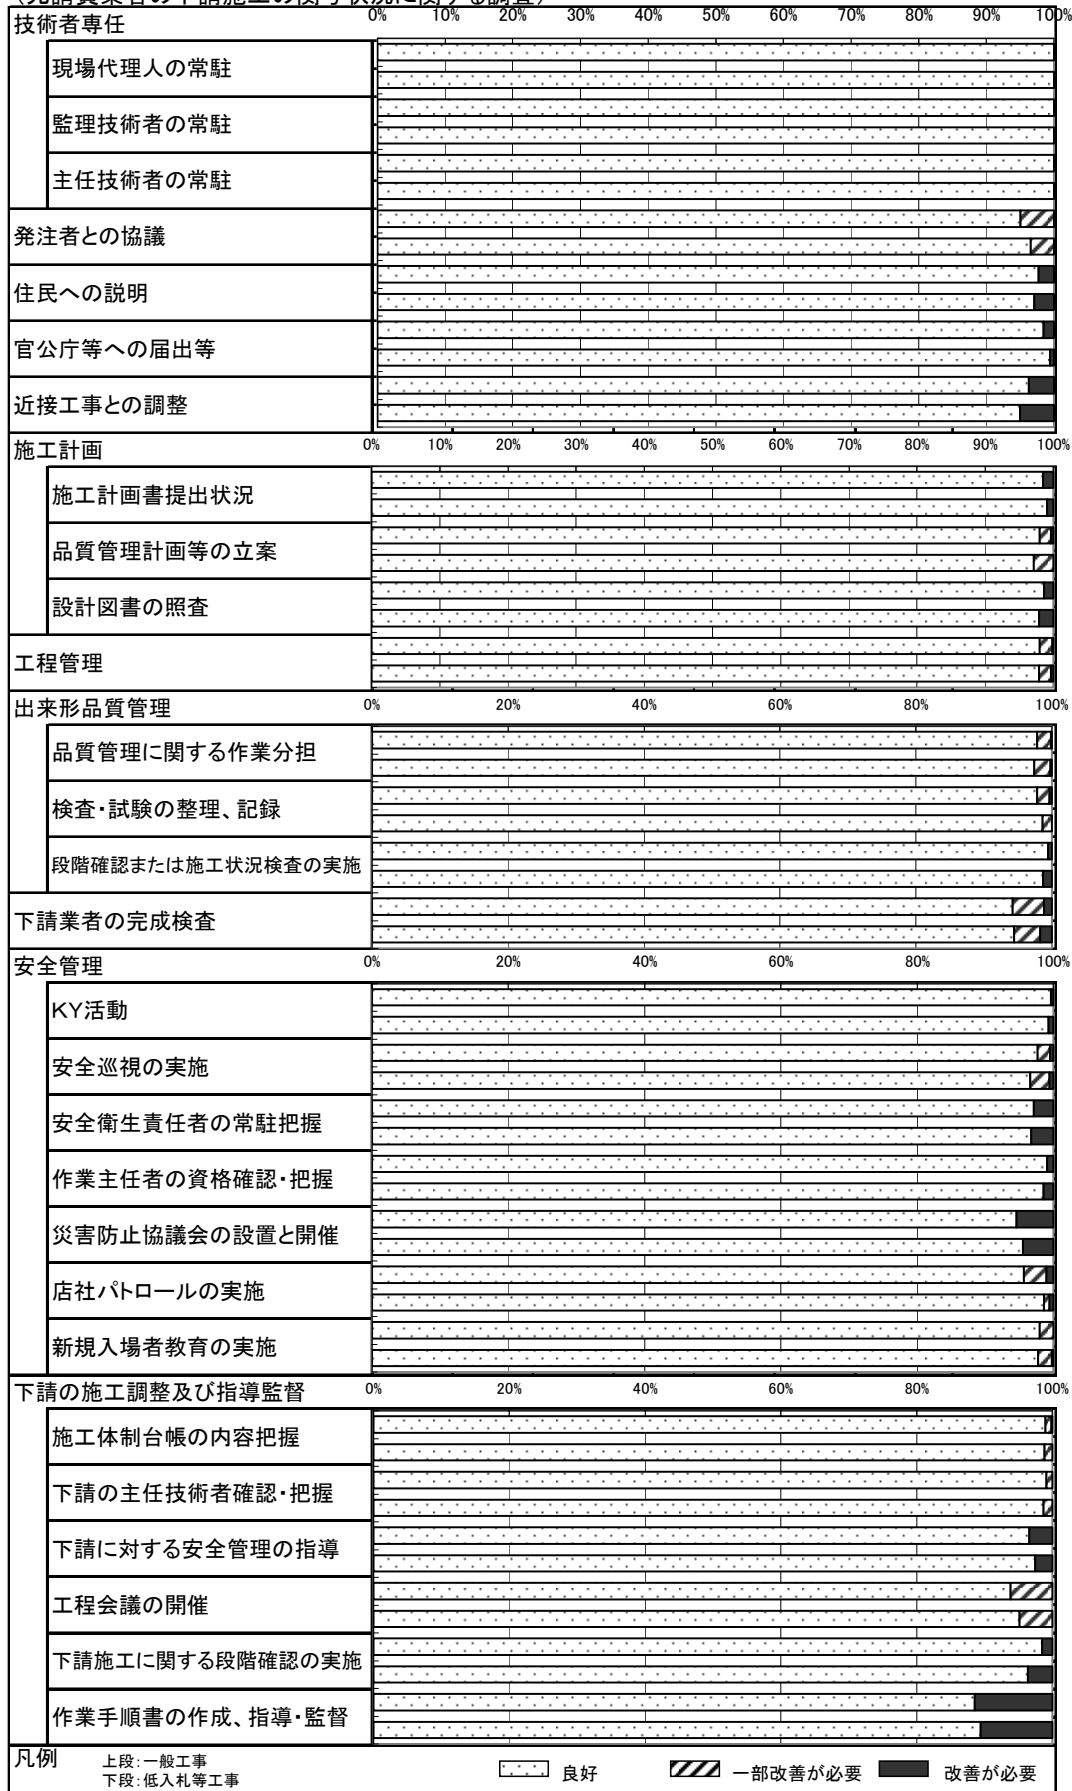 技術者専任 0% 10% 20% 30% 40% 50% 60% 70% 80% 90% 100%
現場代理人の常駐
監理技術者の常駐
主任技術者の常駐
発注者との協議
住民への説明
官公庁等への届出等
近接工事との調整
施工計画 0% 10% 20% 30% 40% 50% 60% 70% 80% 90% 100%
施工計画書提出状況
品質管理計画等の立案
設計図書の照査
工程管理
出来形品質管理 0% 20% 40% 60% 80% 100%
品質管理に関する作業分担
検査・試験の整理、記録
段階確認または施工状況検査の実施
下請業者の完成検査
安全管理 0% 20% 40% 60% 80% 100%
KY活動
安全巡視の実施
安全衛生責任者の常駐把握
作業主任者の資格確認・把握
災害防止協議会の設置と開催
店社パトロールの実施
新規入場者教育の実施
下請の施工調整及び指導監督 0% 20% 40% 60% 80% 100%
施工体制台帳の内容把握
下請の主任技術者確認・把握
下請に対する安全管理の指導
工程会議の開催
下請施工に関する段階確認の実施
作業手順書の作成、指導・監督
凡例 上段：一般工事
下段：低入札等工事
良好 一部改善が必要 改善が必要